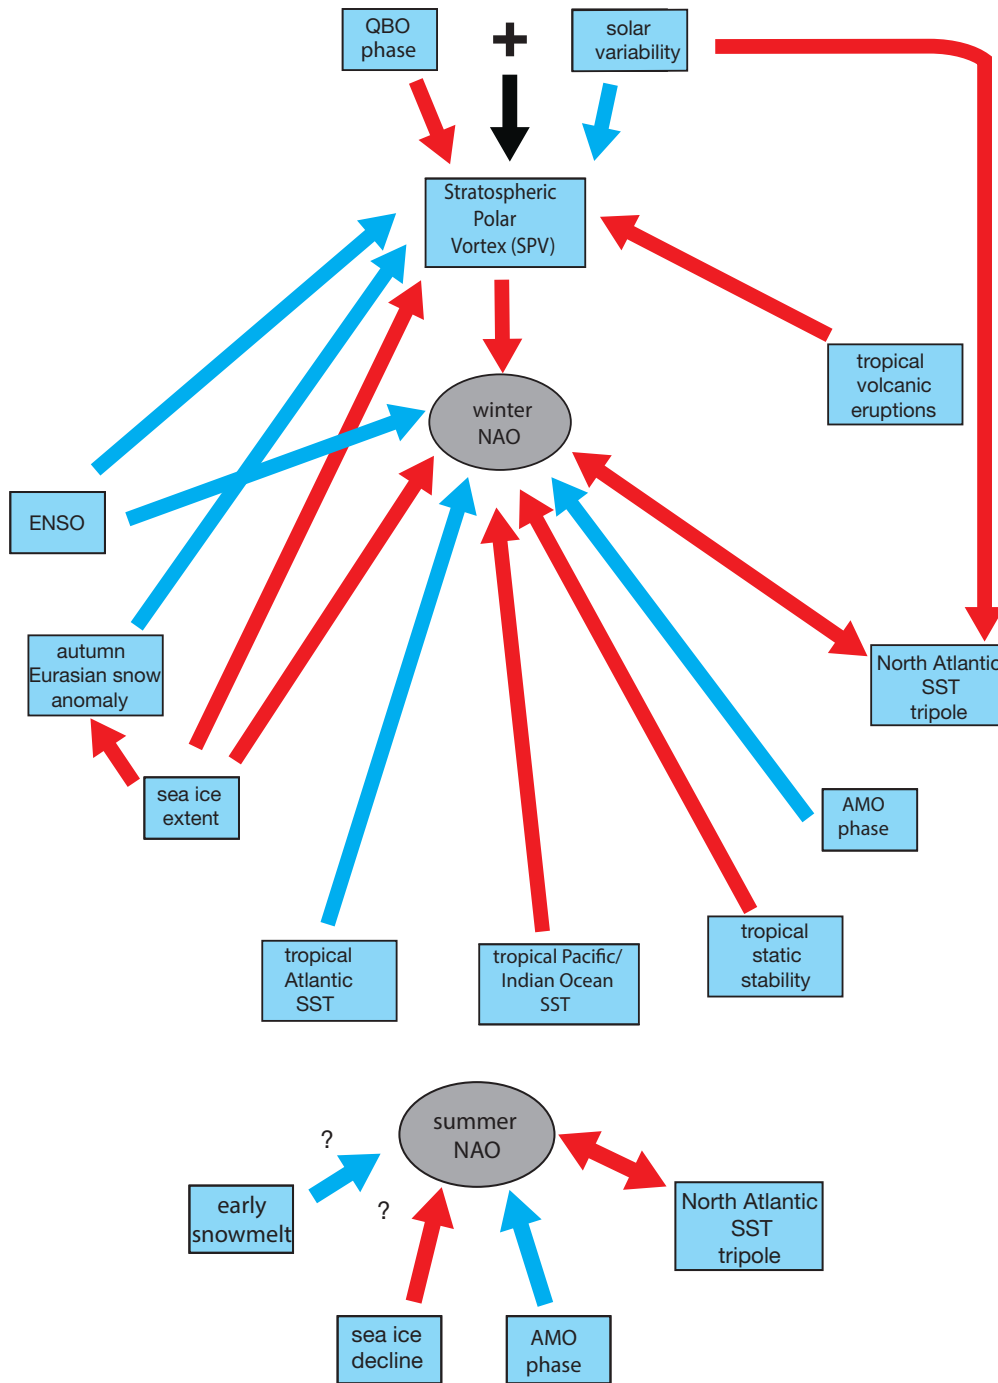 QBO
phase
+
solar
variability
Stratospheric
Polar
Vortex (SPV)
tropical
volcanic
eruptions
winter
NAO
ENSO
autumn
Eurasian snow
anomaly
North Atlantic
SST
tripole
sea ice
extent
AMO
phase
tropical
Atlantic
SST
tropical Pacific/
Indian Ocean
SST
tropical
static
stability
summer
NAO
?
early
snowmelt
?
North Atlantic
SST
tripole
sea ice
decline
AMO
phase